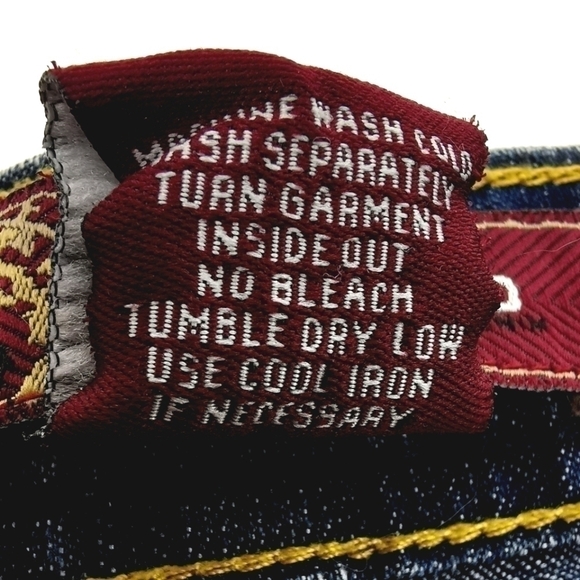 MACHINE WASH COLD
WASH SEPARATELY
TURN GARMENT
INSIDE OUT
NO BLEACH
TUMBLE DRY LOW
USE COOL IRON
IF NECESSARY